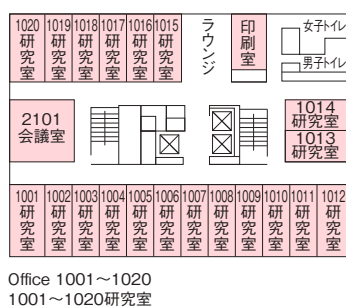 1020 研究室
1019 研究室
1018 研究室
1017 研究室
1016 研究室
1015 研究室
ラウンジ
印刷室
女子トイレ
男子トイレ
2101
会議室
1014
研究室
1013
研究室
1001 研究室
1002 研究室
1003 研究室
1004 研究室
1005 研究室
1006 研究室
1007 研究室
1008 研究室
1009 研究室
1010 研究室
1011 研究室
1012 研究室
Office 1001～1020
1001～1020研究室